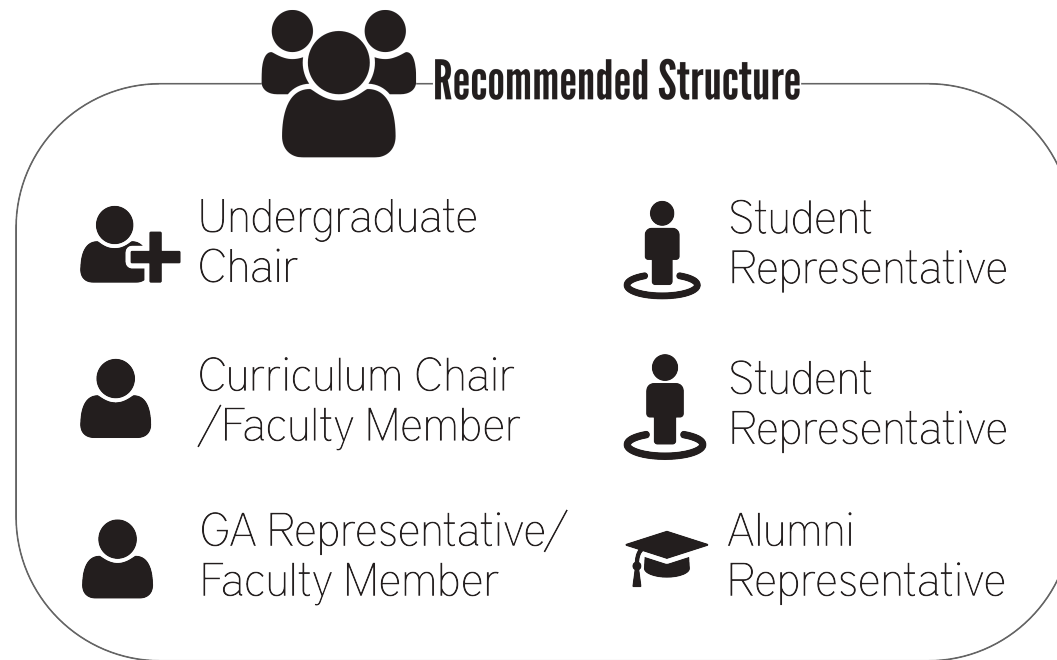 Recommended Structure
Undergraduate
Chair
Curriculum Chair
/Faculty Member
GA Representative/
Faculty Member
Student
Representative
Student
Representative
Alumni
Representative